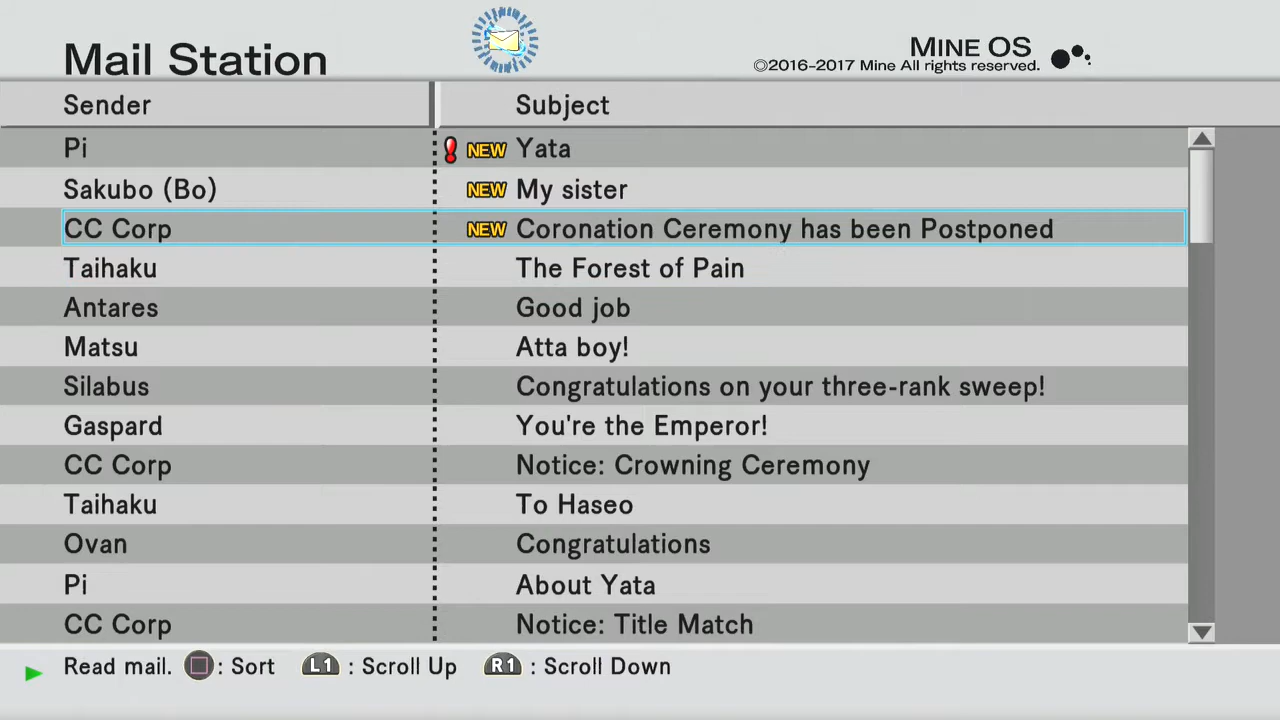 Mail Station
MINE OS
©2016-2017 Mine All rights reserved.
Sender Subject
Pi NEW Yata
Sakubo (Bo) NEW My sister
CC Corp NEW Coronation Ceremony has been Postponed
Taihaku The Forest of Pain
Antares Good job
Matsu Atta boy!
Silabus Congratulations on your three-rank sweep!
Gaspard You're the Emperor!
CC Corp Notice: Crowning Ceremony
Taihaku To Haseo
Ovan Congratulations
Pi About Yata
CC Corp Notice: Title Match
Read mail. : Sort L1 : Scroll Up R1 : Scroll Down